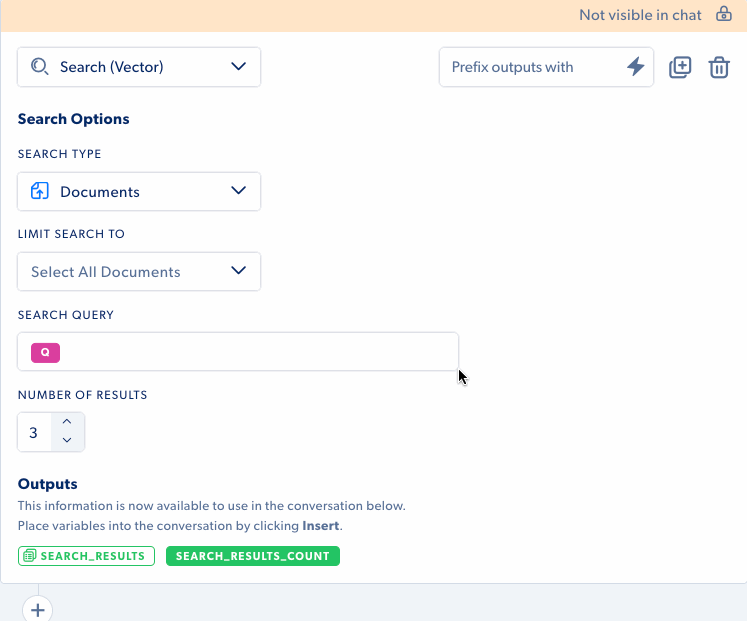 Not visible in chat
Search (Vector)
Prefix outputs with
Search Options
SEARCH TYPE
Documents
LIMIT SEARCH TO
Select All Documents
SEARCH QUERY
Q
NUMBER OF RESULTS
3
Outputs
This information is now available to use in the conversation below.
Place variables into the conversation by clicking Insert.
SEARCH_RESULTS SEARCH_RESULTS_COUNT